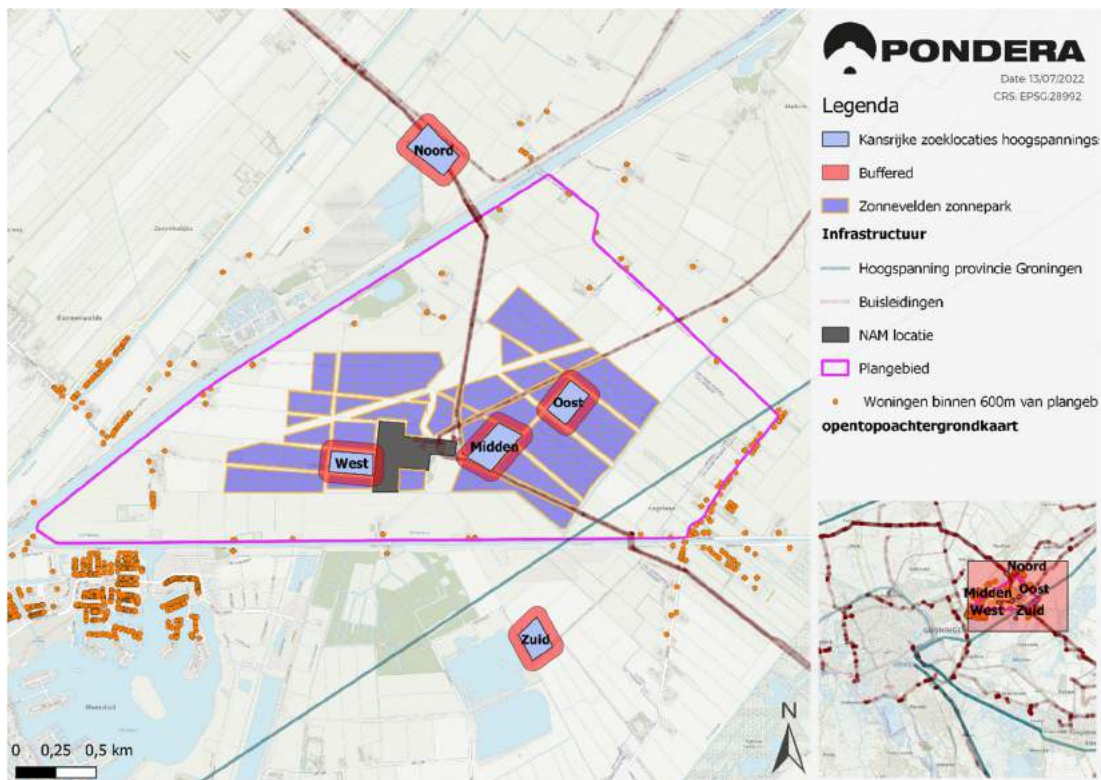 PONDERA
Date: 13/07/2022
CRS: EPSG:28992
Legenda
Kansrijke zoeklocaties hoogspannings
Buffered
Zonnevelden zonnepark
Infrastructuur
Hoogspanning provincie Groningen
Buisleidingen
NAM locatie
Plangebied
Woningen binnen 600m van plangeb
opentopoachtergrondkaart
Noord
Oost
Midden
West
Zuid
Meerstad
N
0 0,25 0,5 km
Noord
Midden Oost
West Zuid